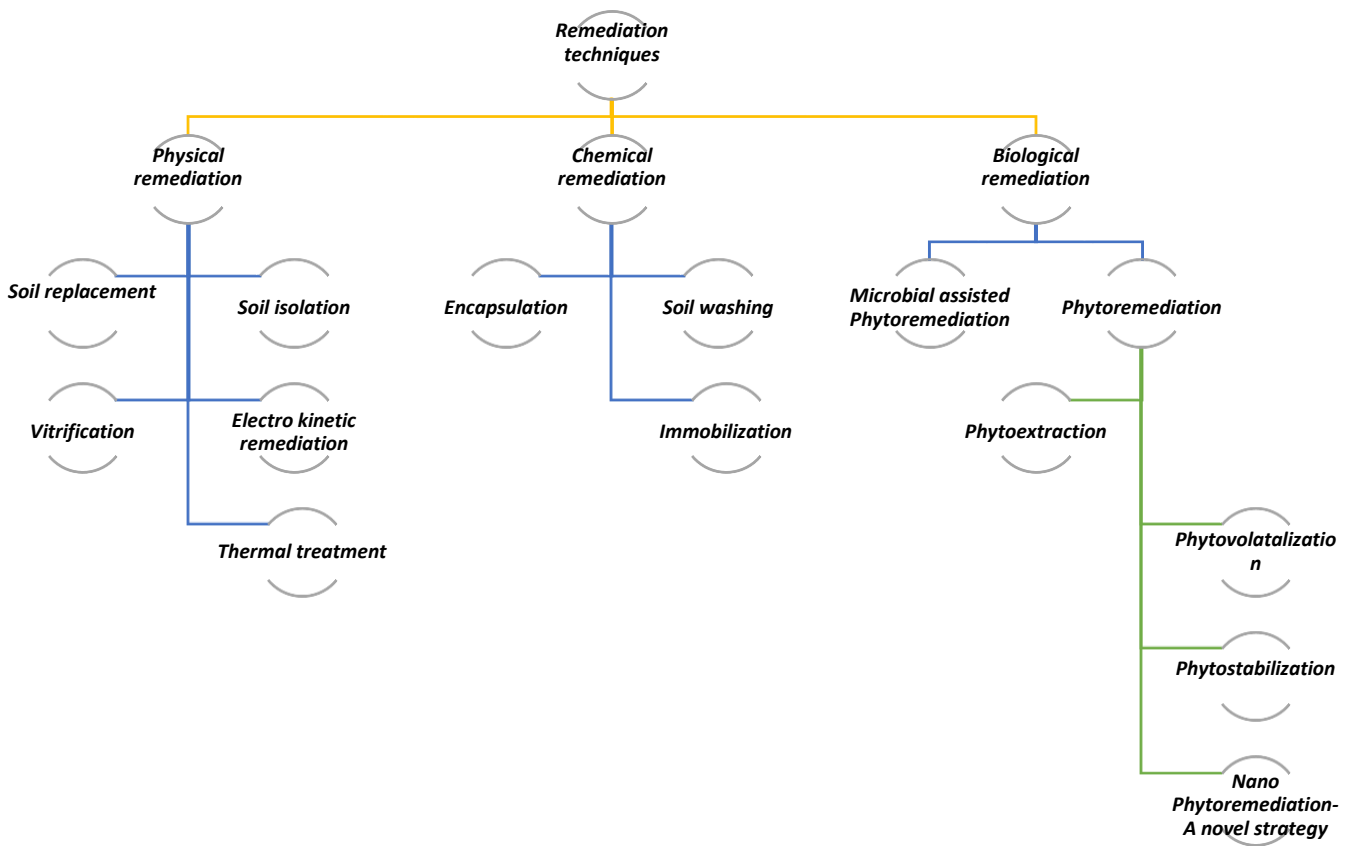 Remediation
techniques
Physical
remediation
Chemical
remediation
Biological
remediation
Soil replacement
Soil isolation
Encapsulation
Soil washing
Microbial assisted
Phytoremediation
Phytoremediation
Vitrification
Electro kinetic
remediation
Immobilization
Phytoextraction
Thermal treatment
Phytovolatalizatio
n
Phytostabilization
Nano
Phytoremediation-
A novel strategy